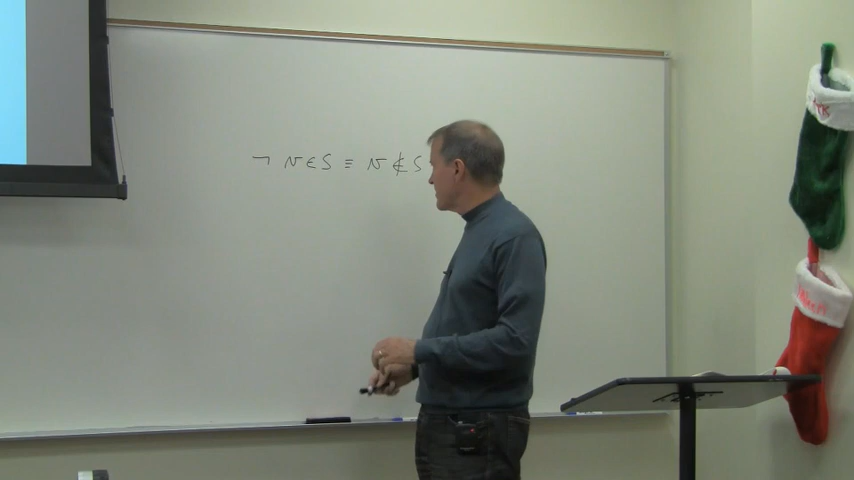 ¬ n ∈ S ≡ n ∉ S